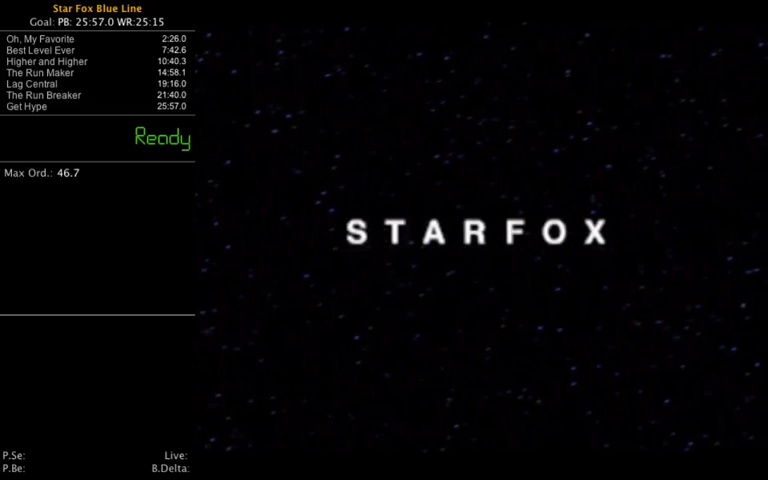 Star Fox Blue Line
Goal: PB: 25:57.0 WR:25:15
Oh, My Favorite 2:26.0
Best Level Ever 7:42.6
Higher and Higher 10:40.3
The Run Maker 14:58.1
Lag Central 19:16.0
The Run Breaker 21:40.0
Get Hype 25:57.0
Ready
Max Ord.: 46.7
STARFOX
P.Se: Live:
P.Be: B.Delta: